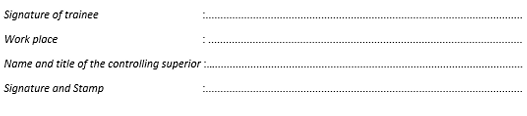 Signature of trainee :..........................................................................................
Work place : .........................................................................................
Name and title of the controlling superior :..........................................................................................
Signature and Stamp :..........................................................................................